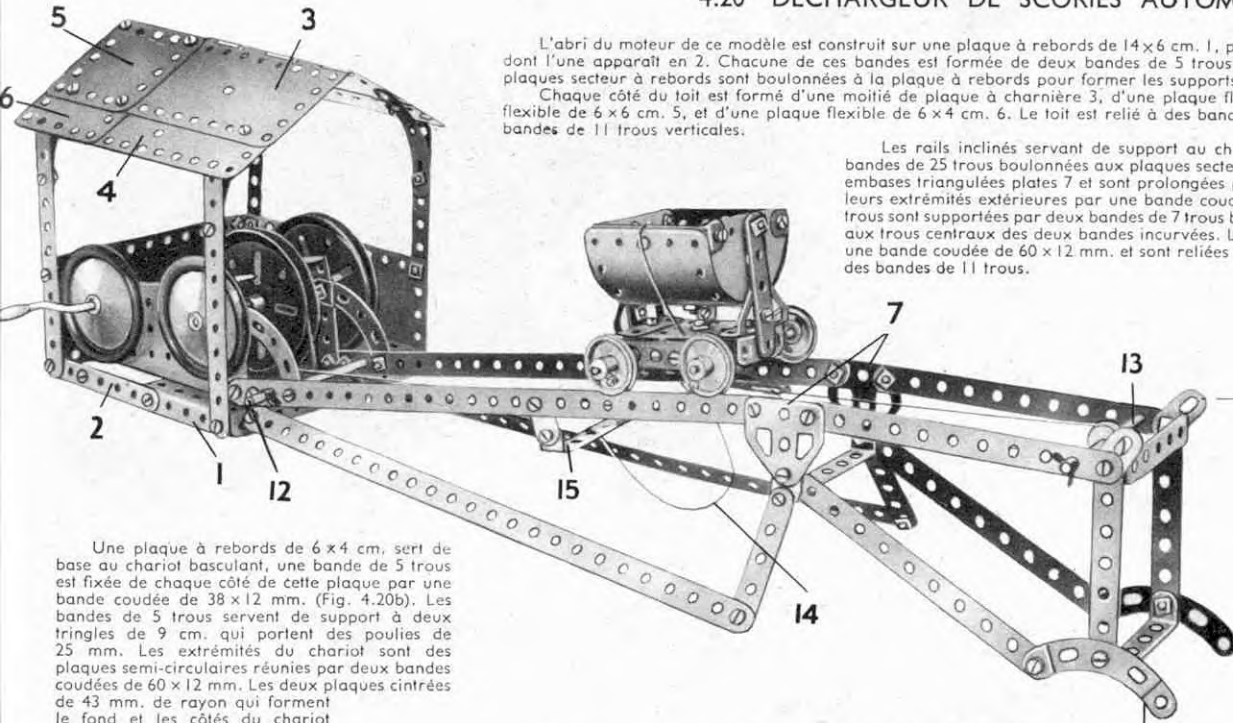 4.20 DÉCHARGEUR DE SCORIES AUTOM
L'abri du moteur de ce modèle est construit sur une plaque à rebords de 14×6 cm. 1, p
dont l'une apparaît en 2. Chacune de ces bandes est formée de deux bandes de 5 trous
plaques secteur à rebords sont boulonnées à la plaque à rebords pour former les supports
Chaque côté du toit est formé d'une moitié de plaque à charnière 3, d'une plaque fl
flexible de 6×6 cm. 5, et d'une plaque flexible de 6×4 cm. 6. Le toit est relié à des band
bandes de 11 trous verticales.
Les rails inclinés servant de support au ch
bandes de 25 trous boulonnées aux plaques secte
embases triangulées plates 7 et sont prolongées
leurs extrémités extérieures par une bande coud
trous sont supportées par deux bandes de 7 trous b
aux trous centraux des deux bandes incurvées. L
une bande coudée de 60×12 mm. et sont reliées
des bandes de 11 trous.
5
3
6
4
7
13
2
1
12
15
14
Une plaque à rebords de 6×4 cm. sert de
base au chariot basculant, une bande de 5 trous
est fixée de chaque côté de cette plaque par une
bande coudée de 38×12 mm. (Fig. 4.20b). Les
bandes de 5 trous servent de support à deux
tringles de 9 cm. qui portent des poulies de
25 mm. Les extrémités du chariot sont des
plaques semi-circulaires réunies par deux bandes
coudées de 60×12 mm. Les deux plaques cintrées
de 43 mm. de rayon qui forment
le fond et les côtés du chariot